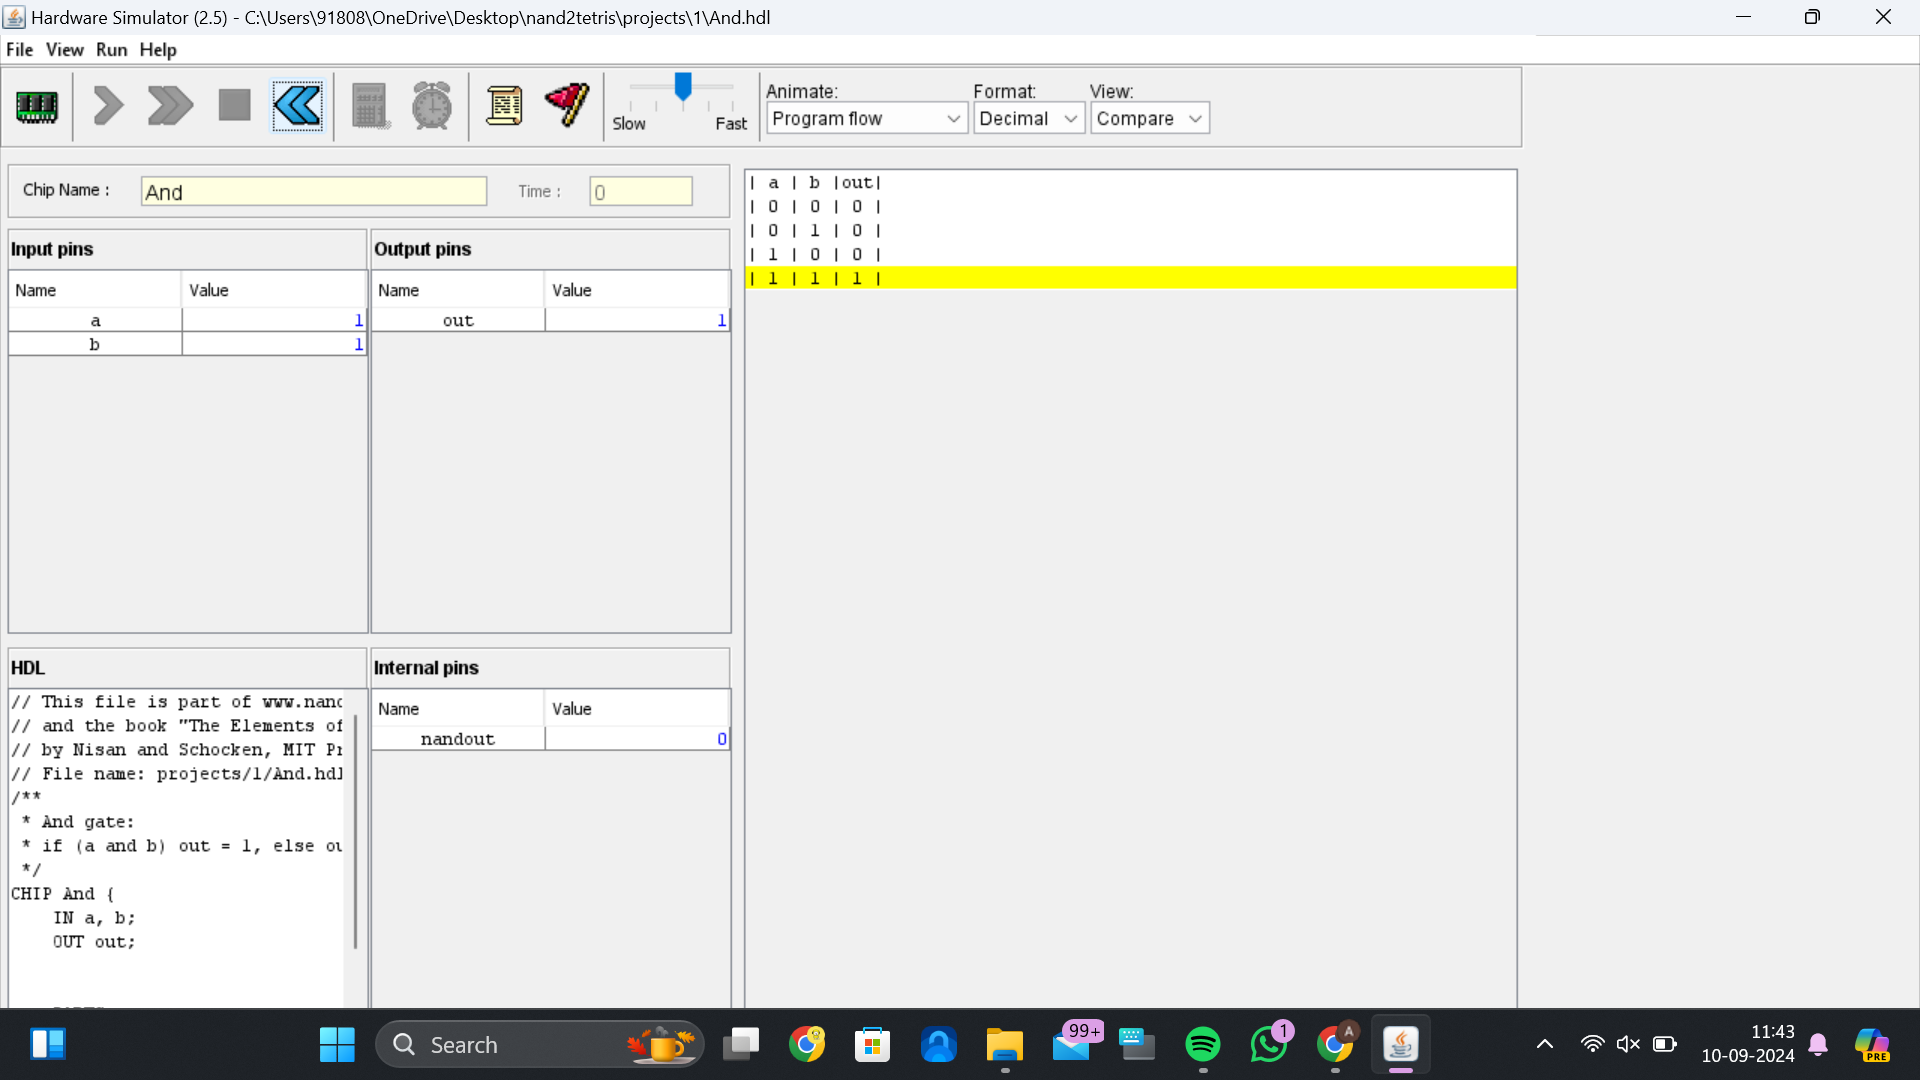 Hardware Simulator (2.5) - C:\Users\91808\OneDrive\Desktop\nand2tetris\projects\1\And.hdl
File View Run Help
Slow Fast
Animate: Format: View:
Program flow Decimal Compare
Chip Name : And Time : 0
| a | b |out|
| 0 | 0 | 0 |
| 0 | 1 | 0 |
| 1 | 0 | 0 |
| 1 | 1 | 1 |
Input pins
Name Value
a 1
b 1
Output pins
Name Value
out 1
HDL
// This file is part of www.nand
// and the book "The Elements of
// by Nisan and Schocken, MIT Pr
// File name: projects/1/And.hdl
/**
* And gate:
* if (a and b) out = 1, else ou
*/
CHIP And {
IN a, b;
OUT out;
Internal pins
Name Value
nandout 0
Search
99+
1
A
11:43
10-09-2024
PRE